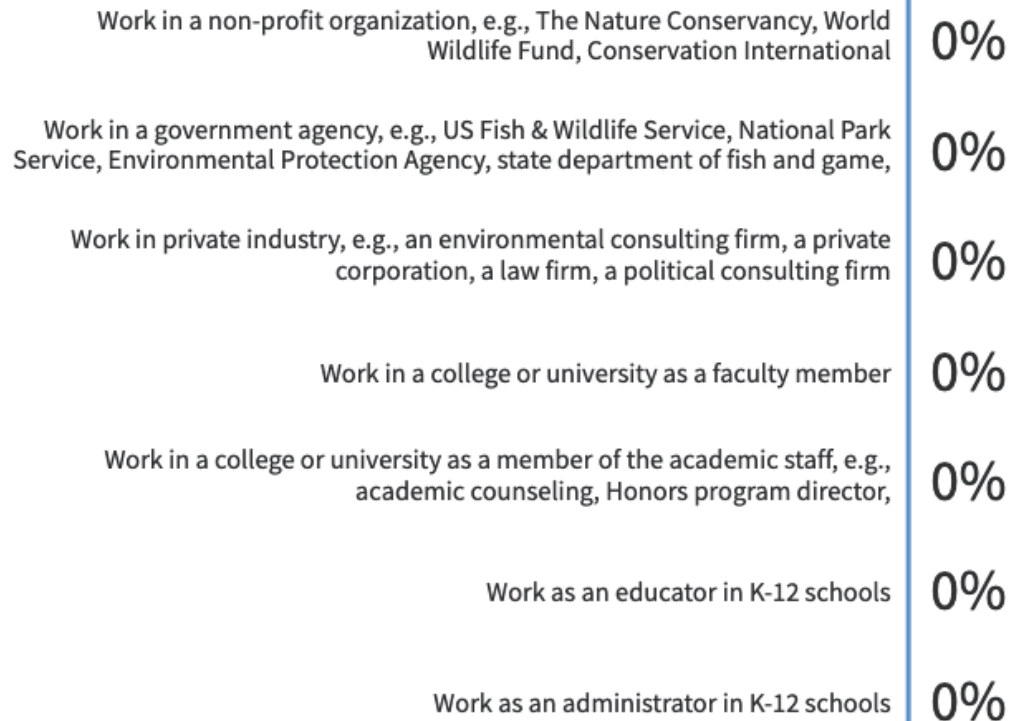 Work in a non-profit organization, e.g., The Nature Conservancy, World
Wildlife Fund, Conservation International
0%
Work in a government agency, e.g., US Fish & Wildlife Service, National Park
Service, Environmental Protection Agency, state department of fish and game,
0%
Work in private industry, e.g., an environmental consulting firm, a private
corporation, a law firm, a political consulting firm
0%
Work in a college or university as a faculty member
0%
Work in a college or university as a member of the academic staff, e.g.,
academic counseling, Honors program director,
0%
Work as an educator in K-12 schools
0%
Work as an administrator in K-12 schools
0%